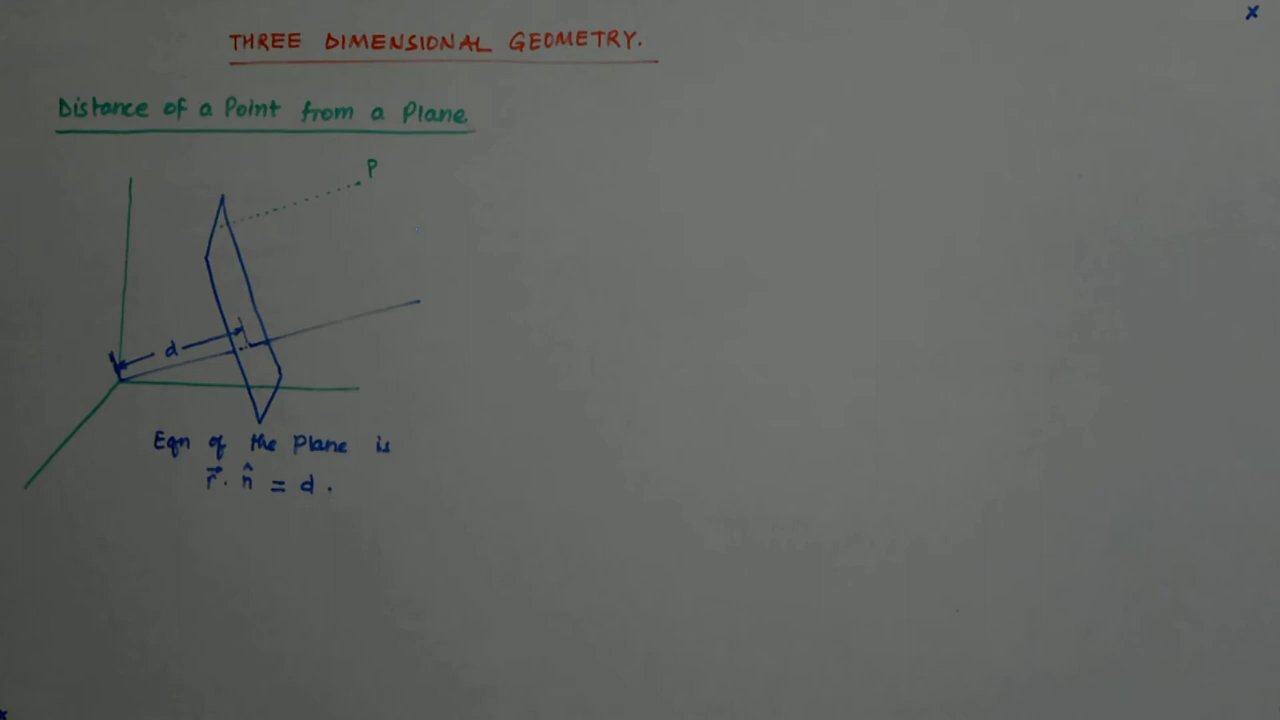 THREE DIMENSIONAL GEOMETRY.
Distance of a Point from a Plane
P
d
Eqn of the Plane is
r⃗. n̂ = d.